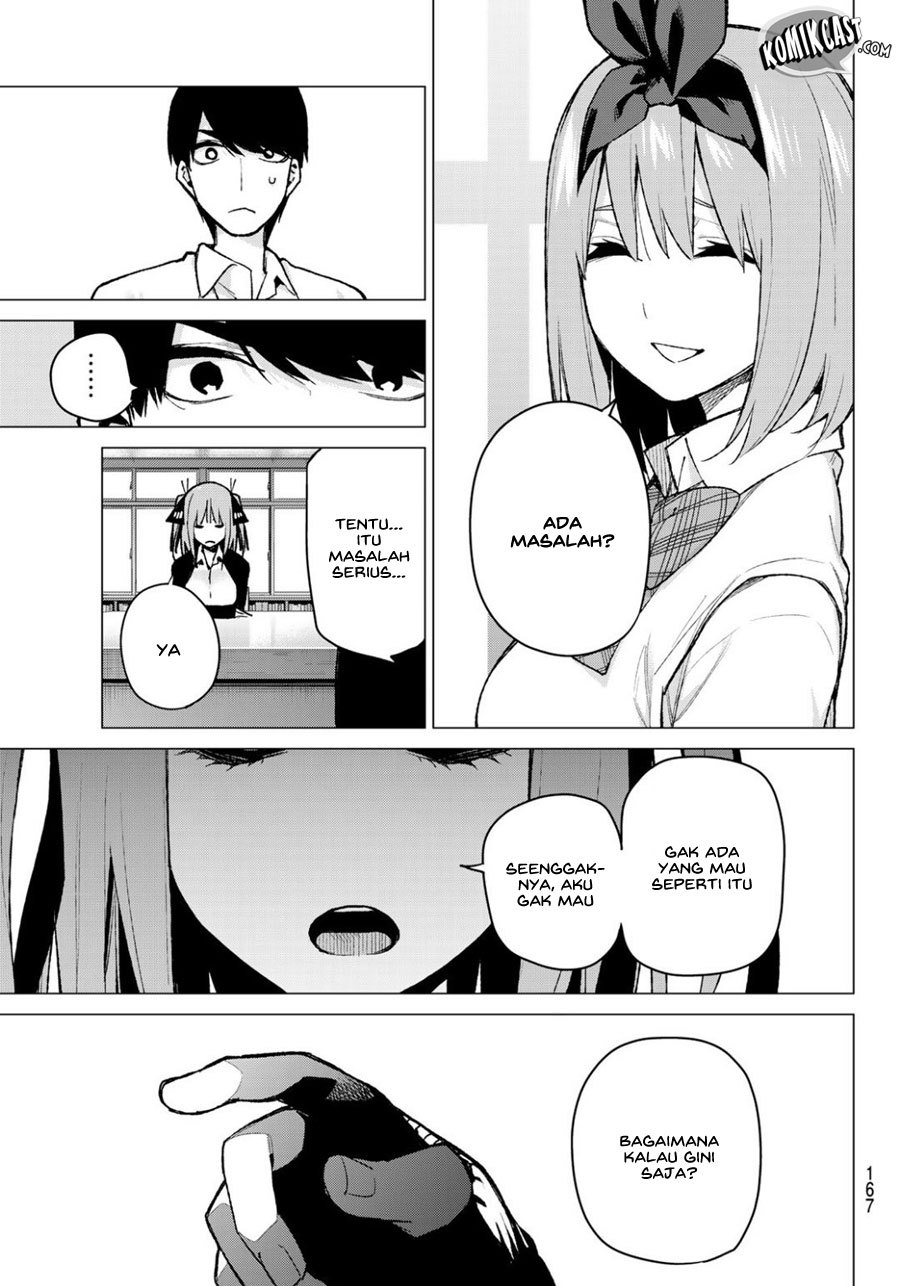 KOMIKCAST
.COM
ADA
MASALAH?
......
TENTU...
ITU
MASALAH
SERIUS...
YA
GAK ADA
YANG MAU
SEPERTI ITU
SEENGGAK-
NYA, AKU
GAK MAU
BAGAIMANA
KALAU GINI
SAJA?
167